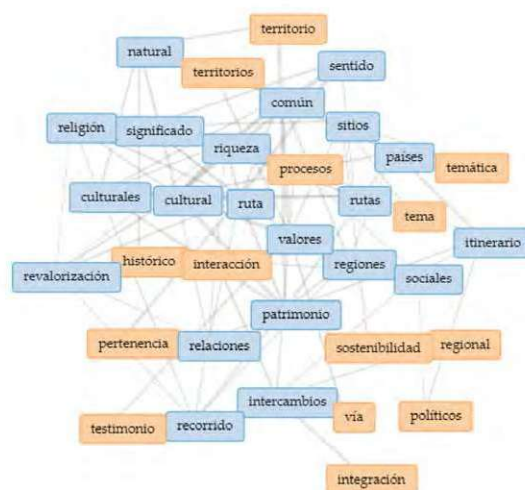 territorio
natural
sentido
territorios
común
sitios
religión
significado
riqueza
países
procesos
temática
culturales
cultural
ruta
rutas
tema
valores
itinerario
histórico
interacción
regiones
revalorización
sociales
patrimonio
pertenencia
relaciones
sostenibilidad
regional
intercambios
testimonio
recorrido
vía
políticos
integración